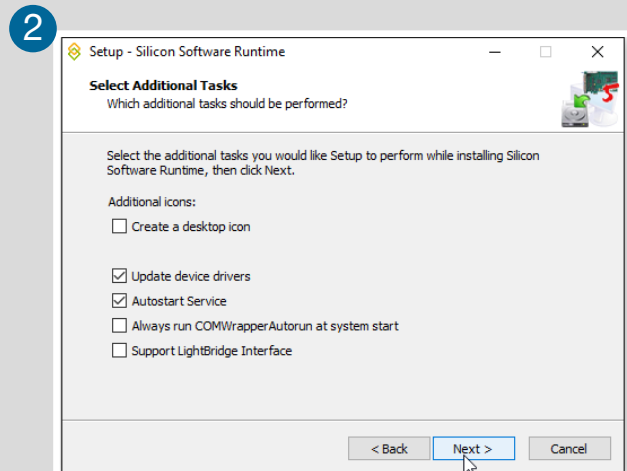 2
Setup - Silicon Software Runtime
Select Additional Tasks
Which additional tasks should be performed?
Select the additional tasks you would like Setup to perform while installing Silicon
Software Runtime, then click Next.
Additional icons:
Create a desktop icon
Update device drivers
Autostart Service
Always run COMWrapperAutorun at system start
Support LightBridge Interface
< Back Next > Cancel